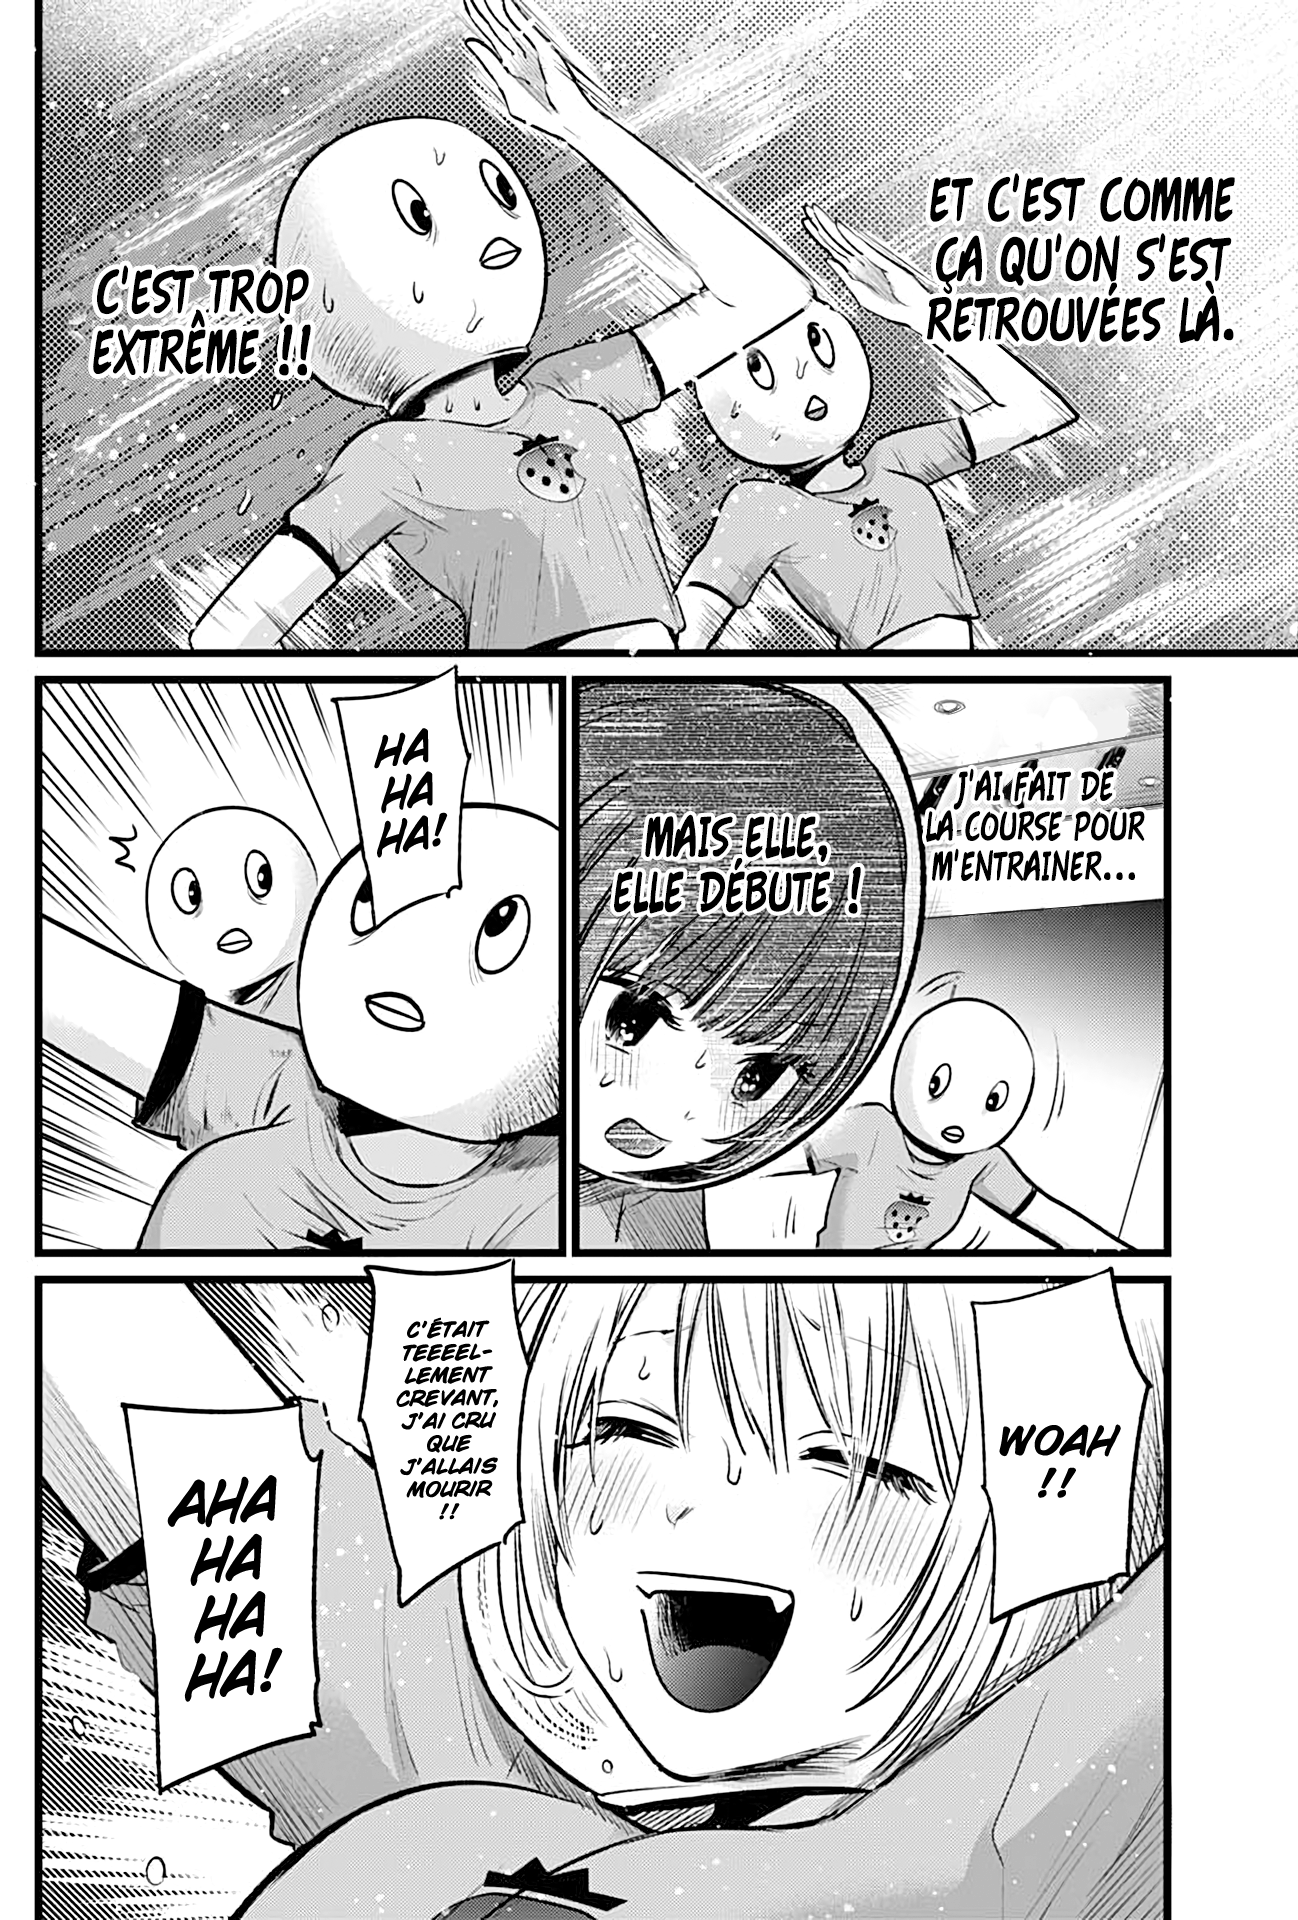 ET C'EST COMME
ÇA QU'ON S'EST
RETROUVÉES LÀ.
C'EST TROP
EXTRÊME !!
J'AI FAIT DE
LA COURSE POUR
M'ENTRAINER...
MAIS ELLE,
ELLE DÉBUTE !
HA
HA
HA!
WOAH
!!
C'ÉTAIT
TEEEEL-
LEMENT
CREVANT,
J'AI CRU
QUE
J'ALLAIS
MOURIR
!!
AHA
HA
HA
HA!